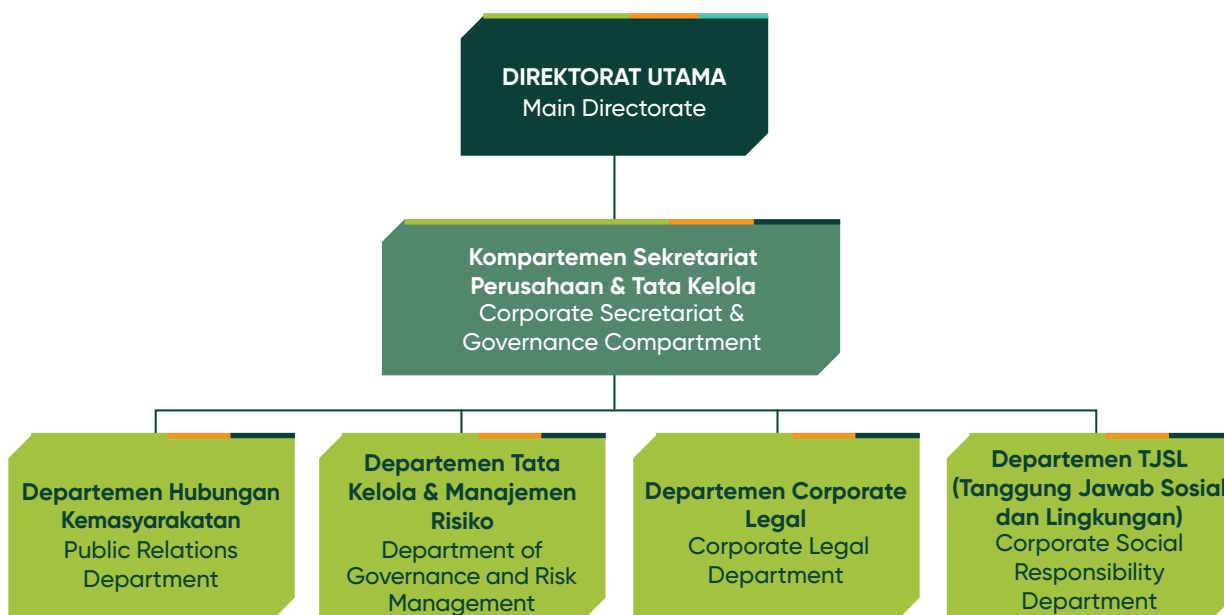 DIREKTORAT UTAMA
Main Directorate
Kompartemen Sekretariat
Perusahaan & Tata Kelola
Corporate Secretariat &
Governance Compartment
Departemen Hubungan
Kemasyarakatan
Public Relations
Department
Departemen Tata
Kelola & Manajemen
Risiko
Department of
Governance and Risk
Management
Departemen Corporate
Legal
Corporate Legal
Department
Departemen TJSL
(Tanggung Jawab Sosial
dan Lingkungan)
Corporate Social
Responsibility
Department